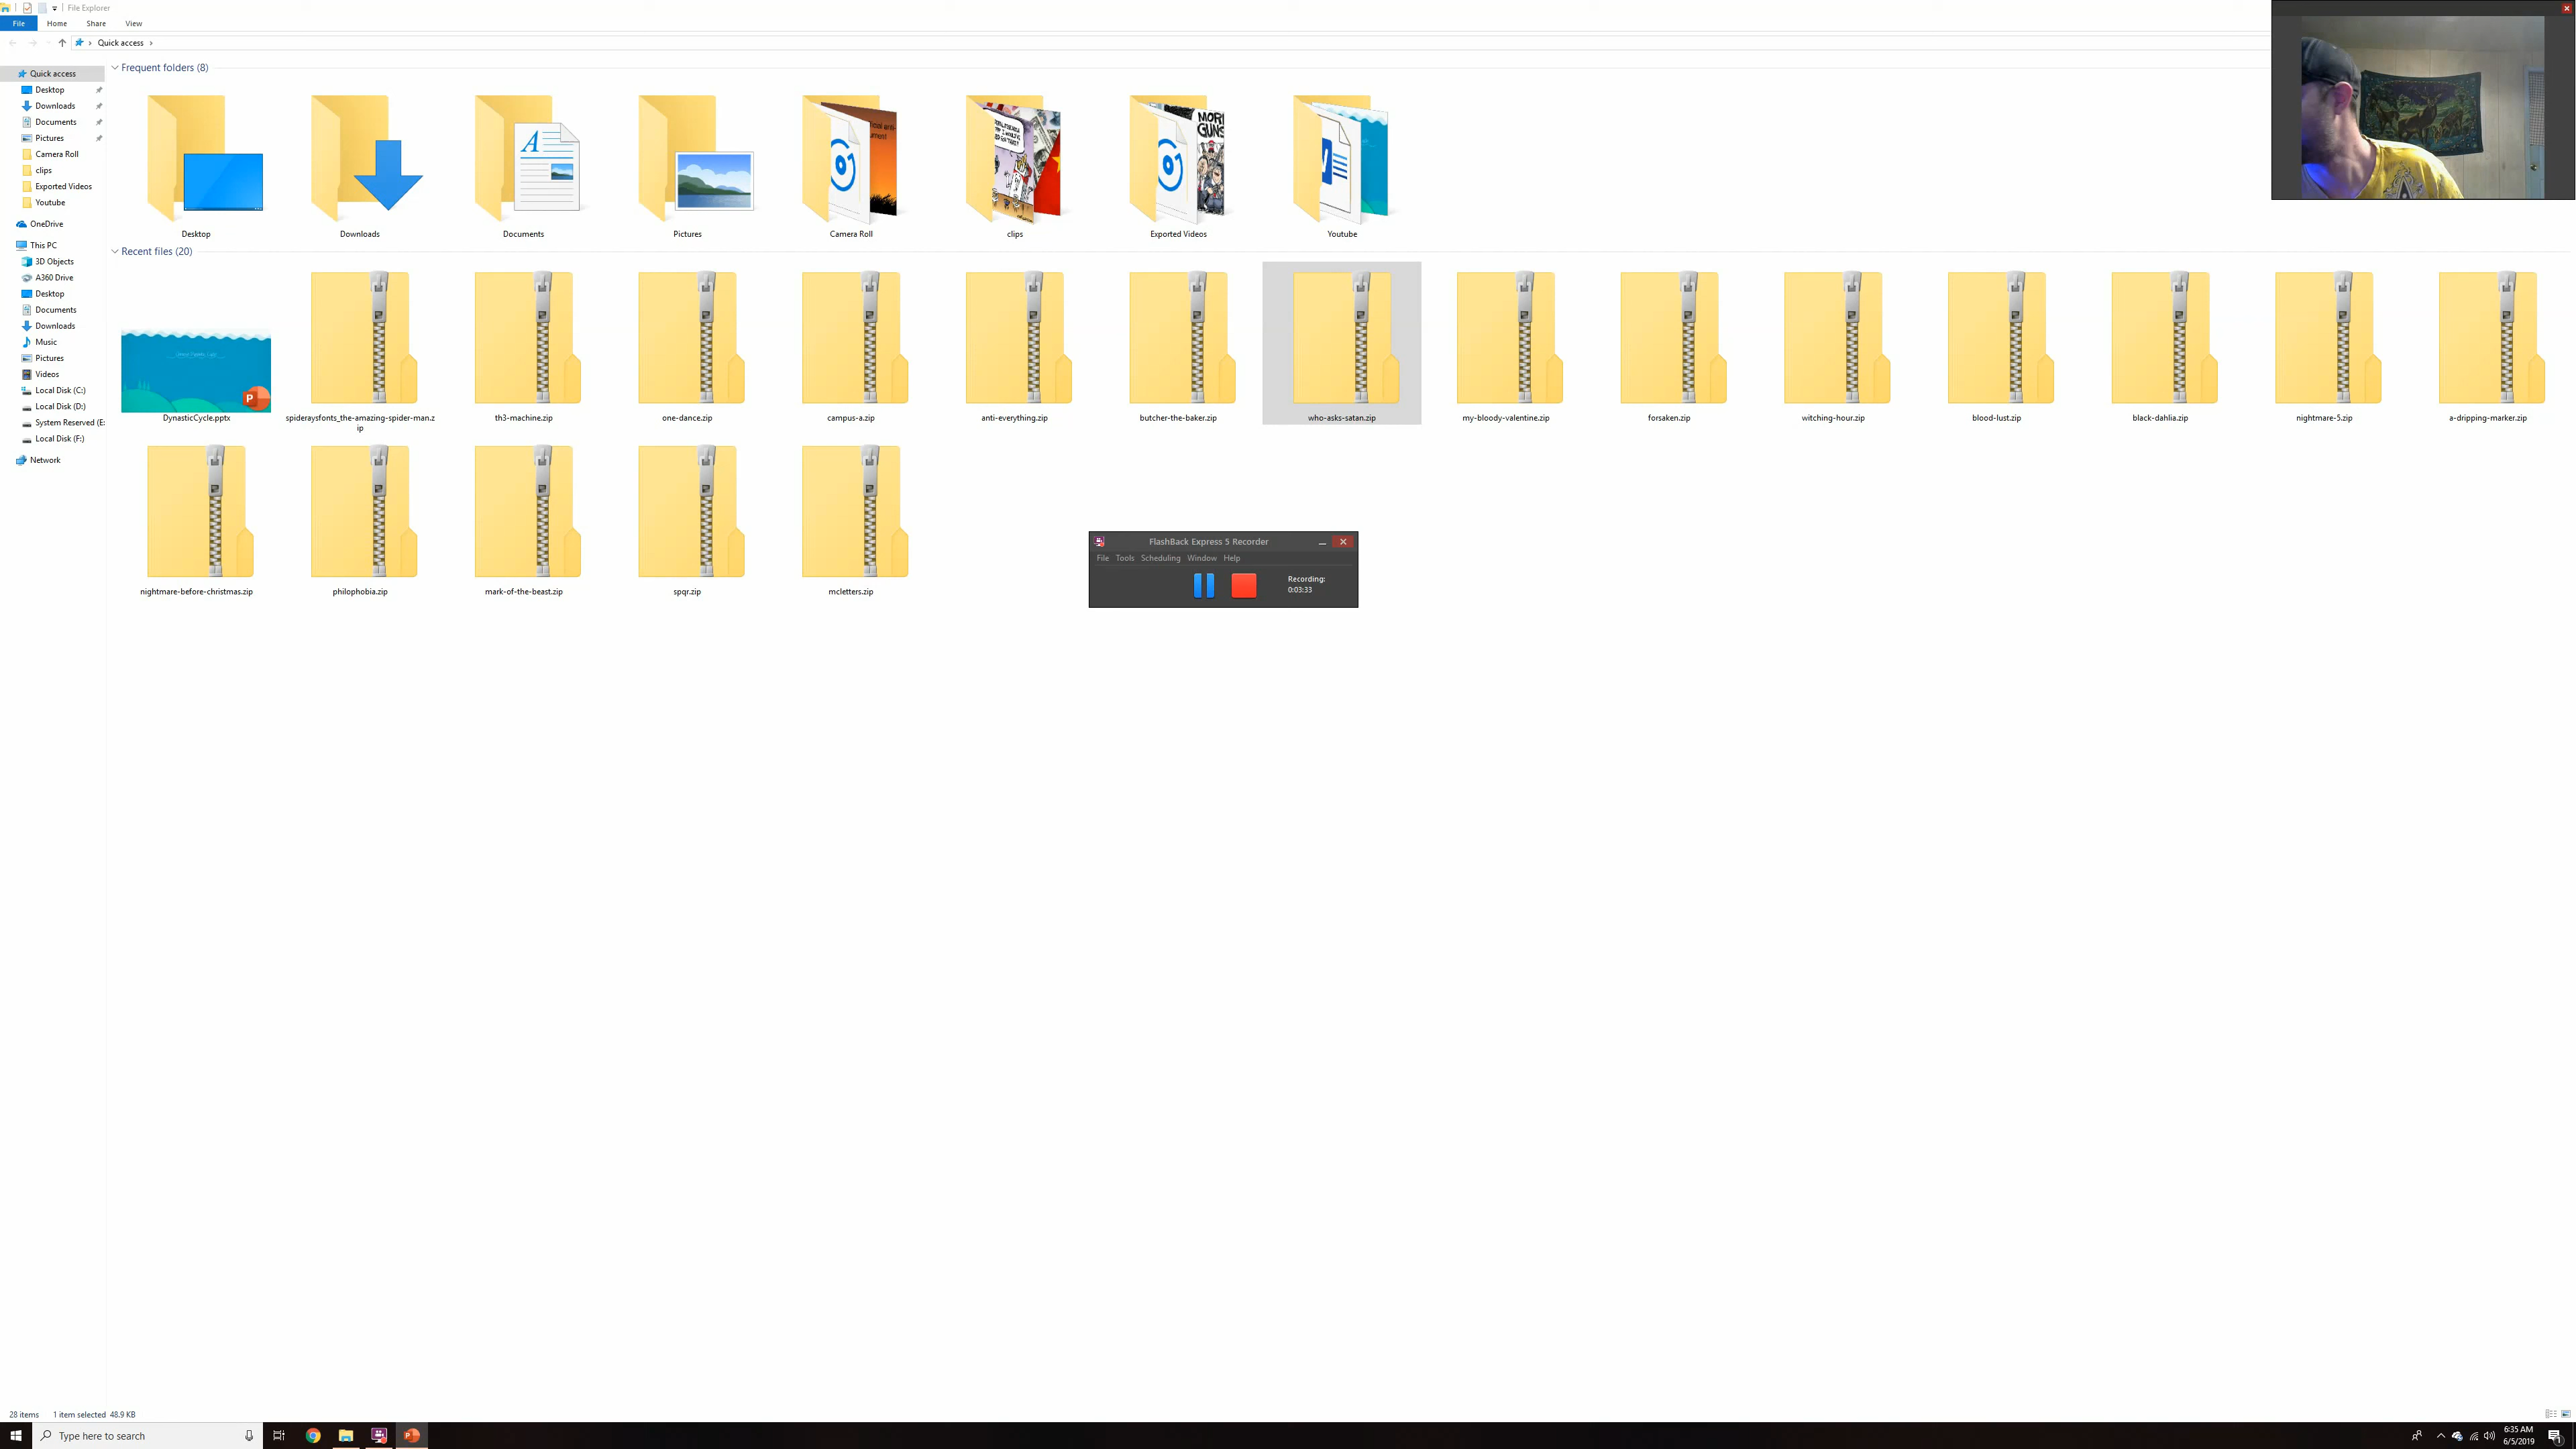 File Explorer
File Home Share View
Quick access
Quick access
Desktop
Downloads
Documents
Pictures
Camera Roll
clips
Exported Videos
Youtube
OneDrive
This PC
3D Objects
A360 Drive
Desktop
Documents
Downloads
Music
Pictures
Videos
Local Disk (C:)
Local Disk (D:)
System Reserved (E:
Local Disk (F:)
Network
Frequent folders (8)
MORE
GUNS
Desktop Downloads Documents Pictures Camera Roll clips Exported Videos Youtube
Recent files (20)
DynasticCycle.pptx spideraysfonts_the-amazing-spider-man.z th3-machine.zip one-dance.zip campus-a.zip anti-everything.zip butcher-the-baker.zip who-asks-satan.zip my-bloody-valentine.zip forsaken.zip witching-hour.zip blood-lust.zip black-dahlia.zip nightmare-5.zip a-dripping-marker.zip
ip
nightmare-before-christmas.zip philophobia.zip mark-of-the-beast.zip spqr.zip mcletters.zip
FlashBack Express 5 Recorder
File Tools Scheduling Window Help
Recording:
0:03:33
28 items 1 item selected 48.9 KB
Type here to search
6:35 AM
6/5/2019